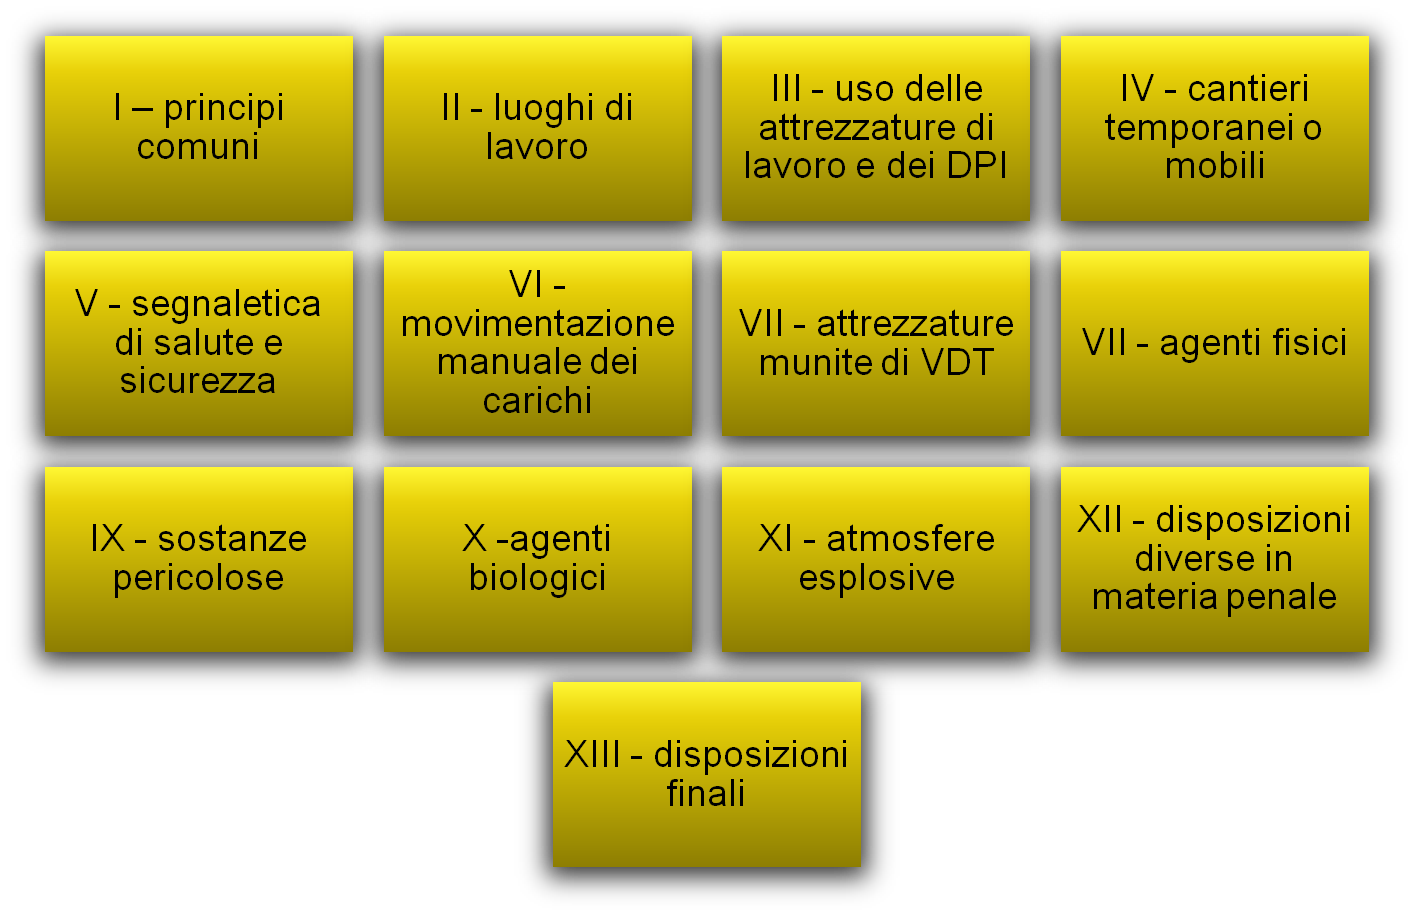 I – principi
comuni
II - luoghi di
lavoro
III - uso delle
attrezzature di
lavoro e dei DPI
IV - cantieri
temporanei o
mobili
V - segnaletica
di salute e
sicurezza
VI -
movimentazione
manuale dei
carichi
VII - attrezzature
munite di VDT
VII - agenti fisici
IX - sostanze
pericolose
X -agenti
biologici
XI - atmosfere
esplosive
XII - disposizioni
diverse in
materia penale
XIII - disposizioni
finali